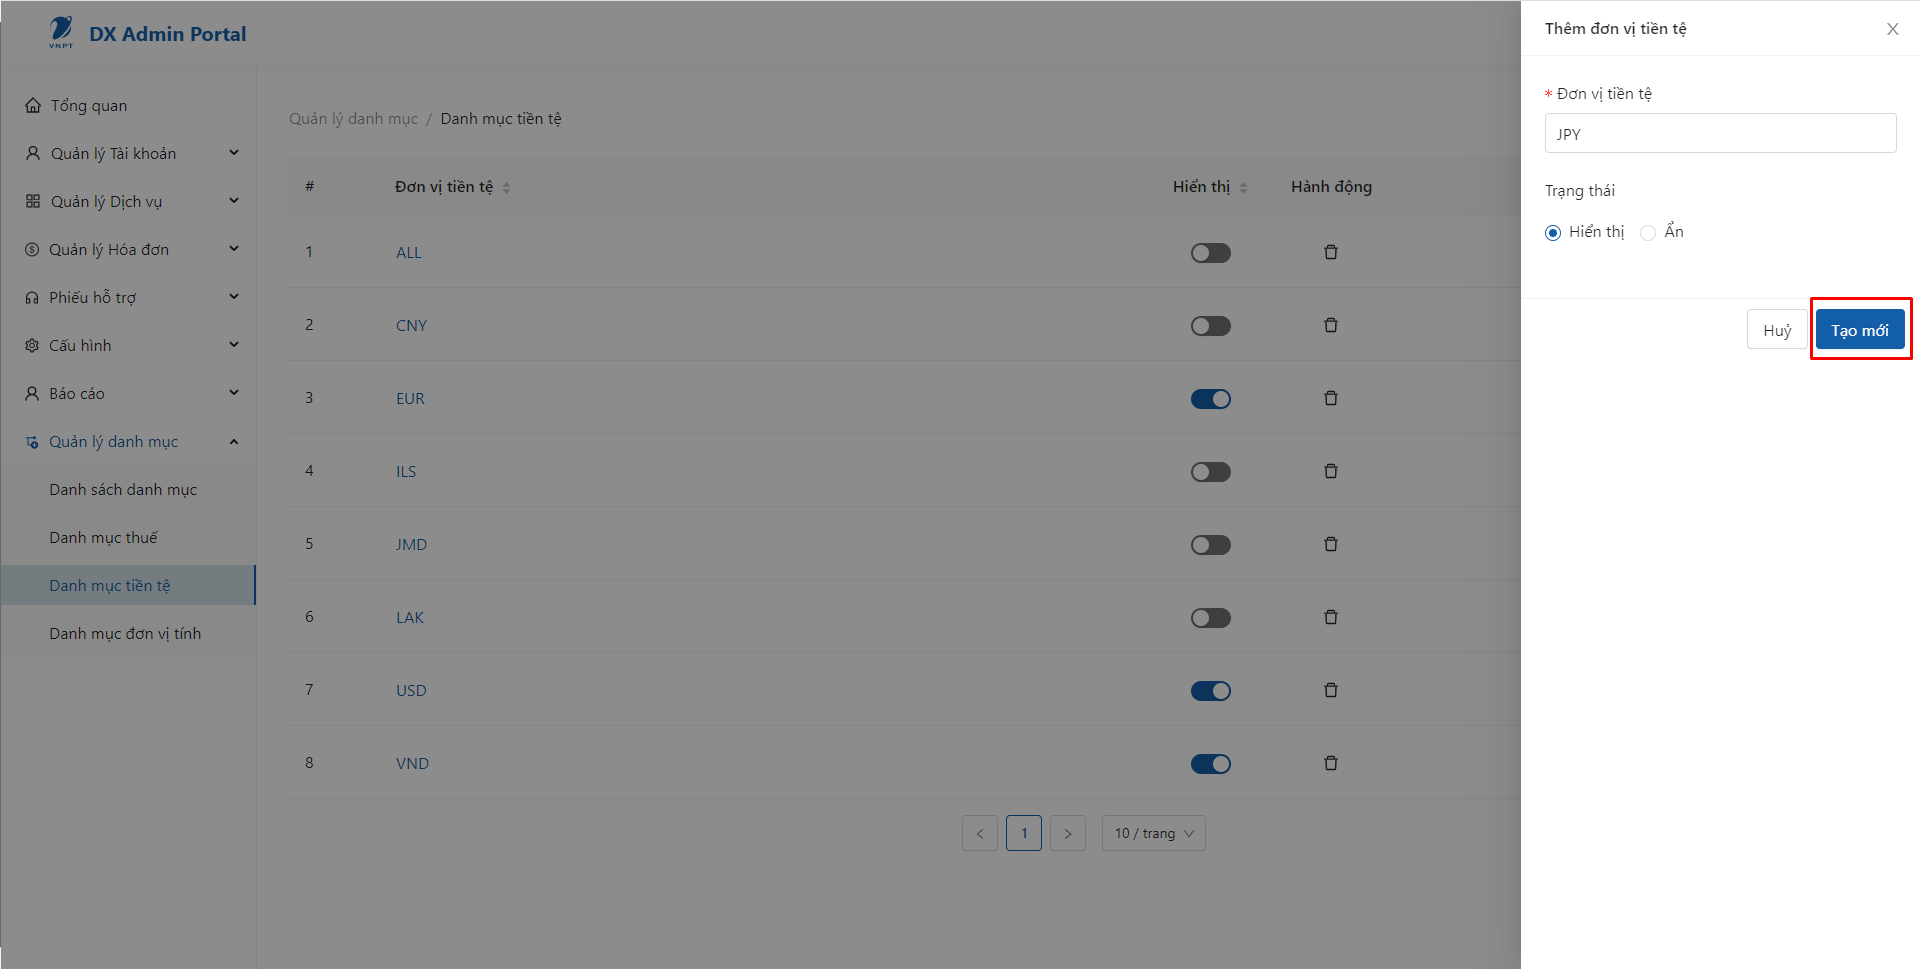 VNPT
DX Admin Portal
Tổng quan
Quản lý Tài khoản
Quản lý Dịch vụ
Quản lý Hóa đơn
Phiếu hỗ trợ
Cấu hình
Báo cáo
Quản lý danh mục
Danh sách danh mục
Danh mục thuế
Danh mục tiền tệ
Danh mục đơn vị tính
Quản lý danh mục / Danh mục tiền tệ
# Đơn vị tiền tệ Hiển thị Hành động
1 ALL
2 CNY
3 EUR
4 ILS
5 JMD
6 LAK
7 USD
8 VND
< 1 > 10 / trang
Thêm đơn vị tiền tệ
* Đơn vị tiền tệ
JPY
Trạng thái
Hiển thị Ẩn
Huỷ Tạo mới